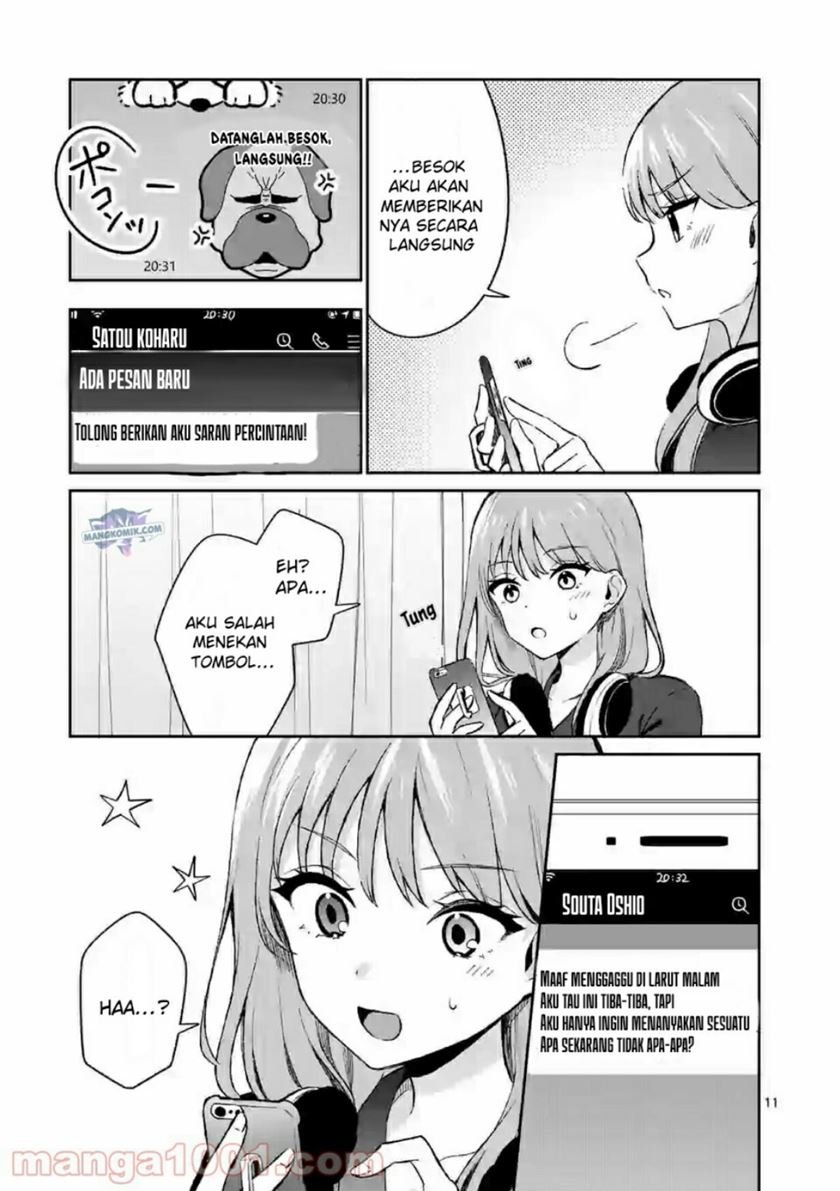 ...BESOK
AKU AKAN
MEMBERIKAN
NYA SECARA
LANGSUNG
TING
20:30
DATANGLAH BESOK,
LANGSUNG!!
ポコンッ
20:31
20:30
SATOU KOHARU
ADA PESAN BARU
TOLONG BERIKAN AKU SARAN PERCINTAAN!
MANGKOMIK.COM
EH?
APA...
AKU SALAH
MENEKAN
TOMBOL...
TUNG
20:32
SOUTA OSHIO
MAAF MENGGAGGU DI LARUT MALAM
AKU TAU INI TIBA-TIBA, TAPI
AKU HANYA INGIN MENANYAKAN SESUATU
APA SEKARANG TIDAK APA-APA?
HAA...?
11
manga1001.com